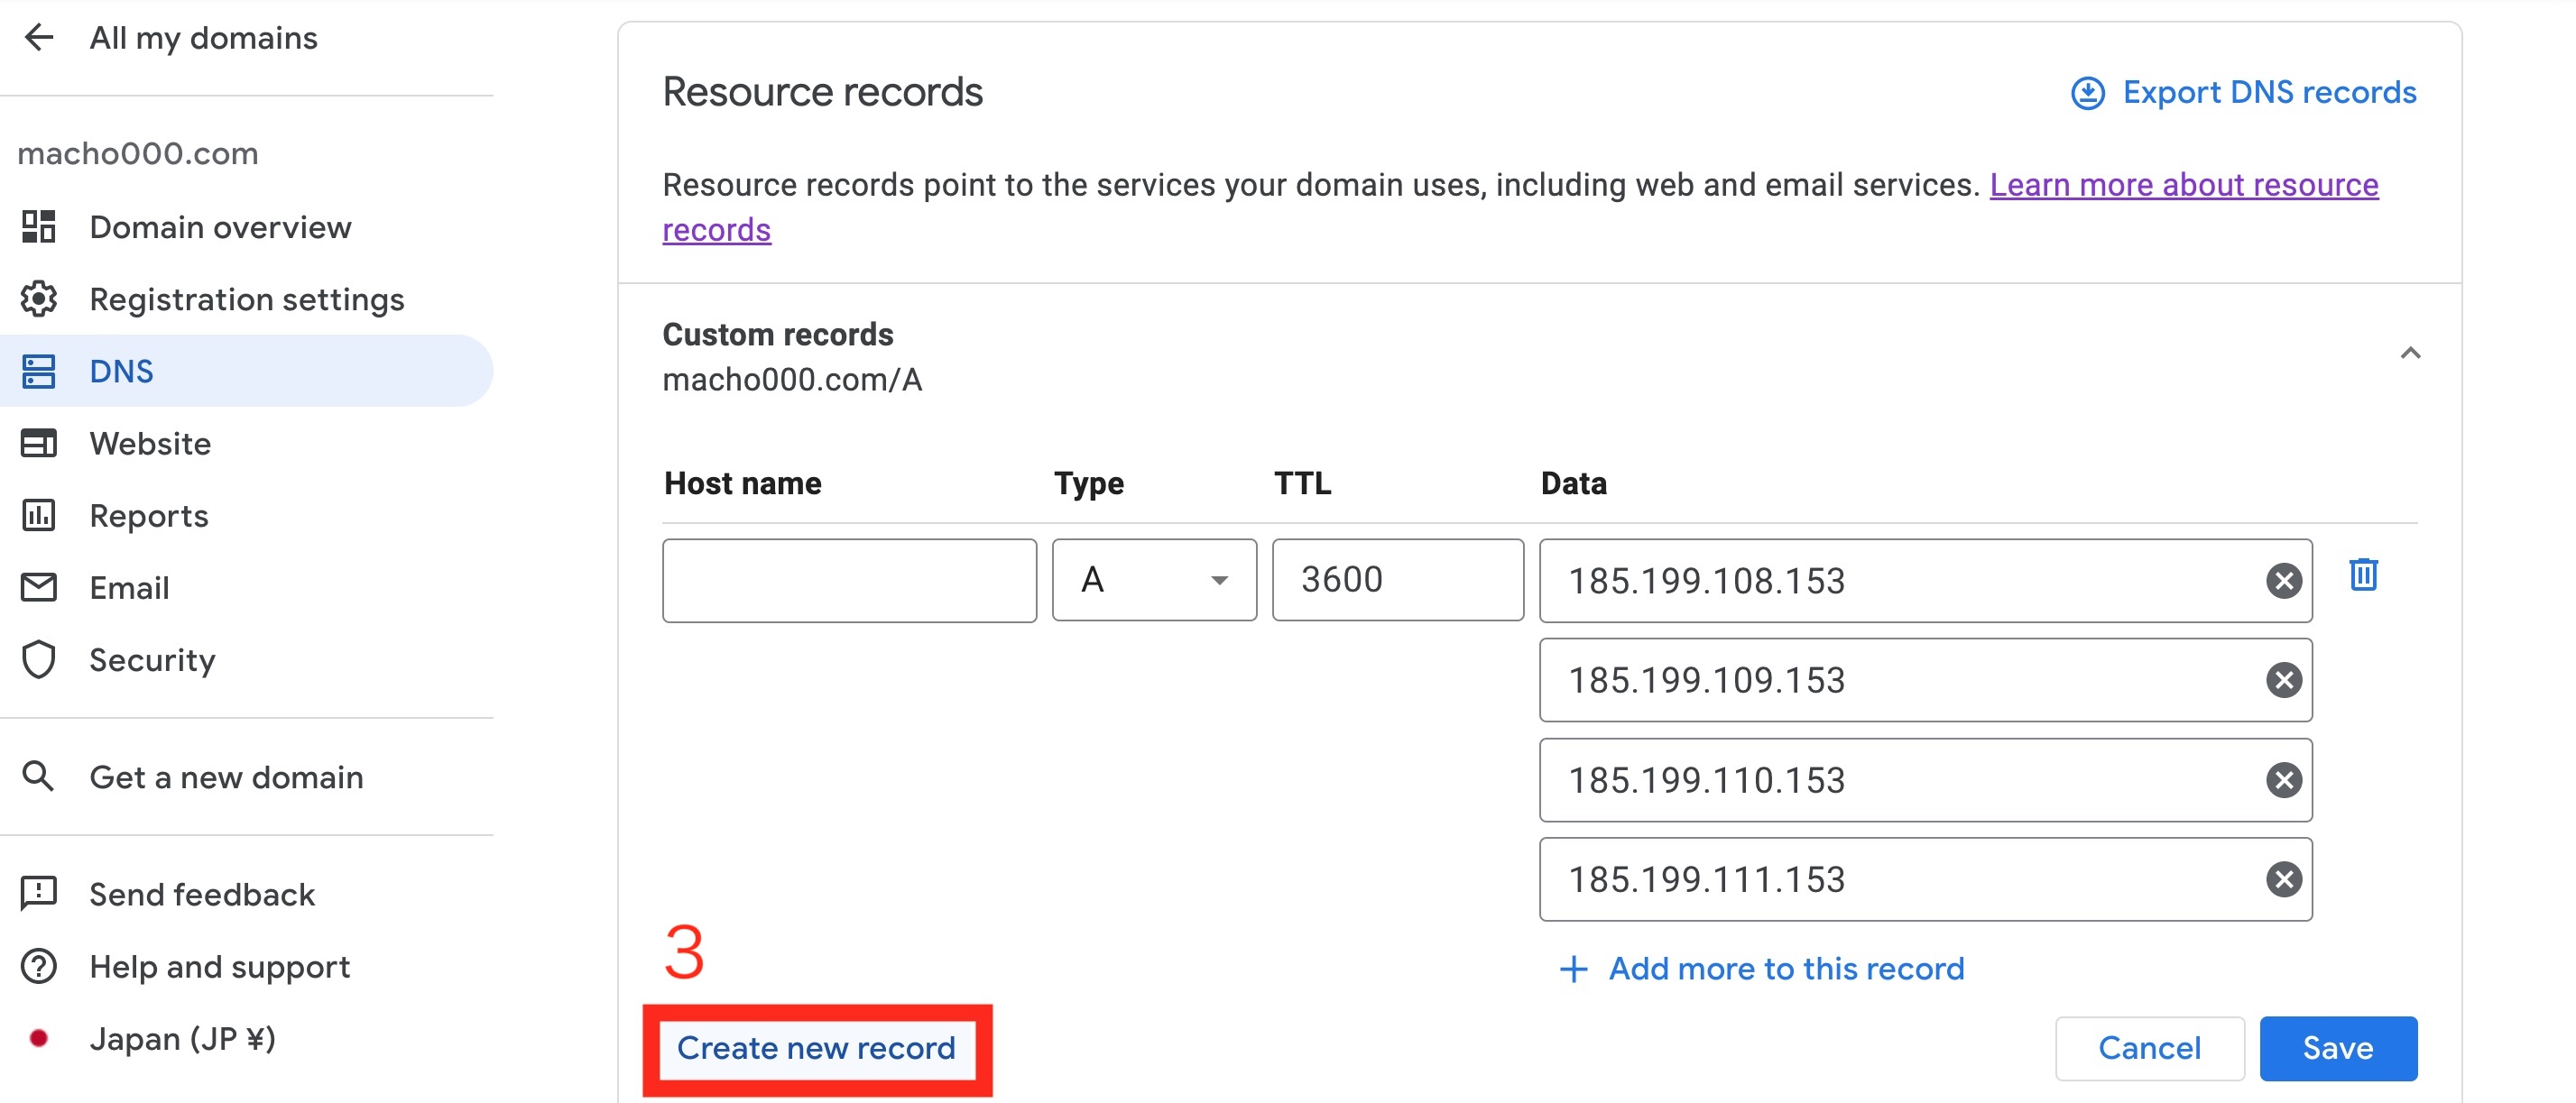 All my domains
macho000.com
Domain overview
Registration settings
DNS
Website
Reports
Email
Security
Get a new domain
Send feedback
Help and support
Japan (JP ¥)
Resource records
Export DNS records
Resource records point to the services your domain uses, including web and email services. Learn more about resource
records
Custom records
macho000.com/A
Host name Type TTL Data
A 3600 185.199.108.153
185.199.109.153
185.199.110.153
185.199.111.153
Add more to this record
3
Create new record
Cancel Save